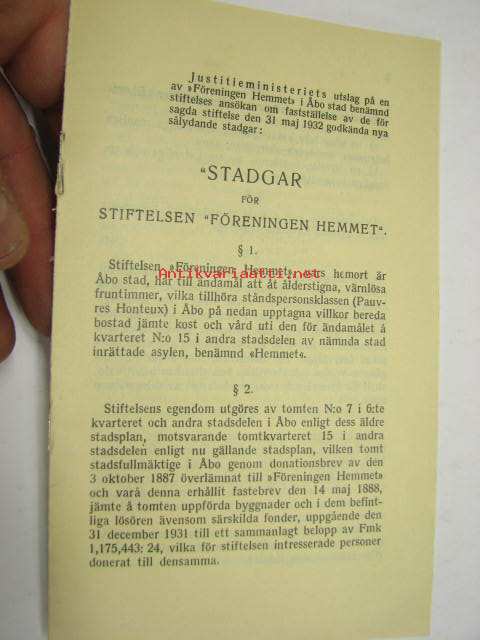 Justitieministeriets utslag på en
av »Föreningen Hemmet» i Åbo stad benämnd
stiftelses ansökan om fastställelse av de för
sagda stiftelse den 31 maj 1932 godkända nya
sålydande stadgar:
"STADGAR
FÖR
STIFTELSEN "FÖRENINGEN HEMMET".
§ 1.
Stiftelsen »Föreningen Hemmet», vars hemort är
Åbo stad, har till ändamål att åt ålderstigna, värnlösa
fruntimmer, vilka tillhöra ståndspersonsklassen (Pauv-
res Honteux) i Åbo på nedan upptagna villkor bereda
bostad jämte kost och vård uti den för ändamålet å
kvarteret N:o 15 i andra stadsdelen av nämnda stad
inrättade asylen, benämnd «Hemmet«.
Antikvariaatti.net
§ 2.
Stiftelsens egendom utgöres av tomten N:o 7 i 6:te
kvarteret och andra stadsdelen i Åbo enligt dess äldre
stadsplan, motsvarande tomtkvarteret 15 i andra
stadsdelen enligt nu gällande stadsplan, vilken tomt
stadsfullmäktige i Åbo genom donationsbrev av den
3 oktober 1887 överlämnat till »Föreningen Hemmet»
och varå denna erhållit fastebrev den 14 maj 1888,
jämte å tomten uppförda byggnader och i dem befint-
liga lösören ävensom särskilda fonder, uppgående den
31 december 1931 till ett sammanlagt belopp av Fmk
1,175,443: 24, vilka för stiftelsen intresserade personer
donerat till densamma.